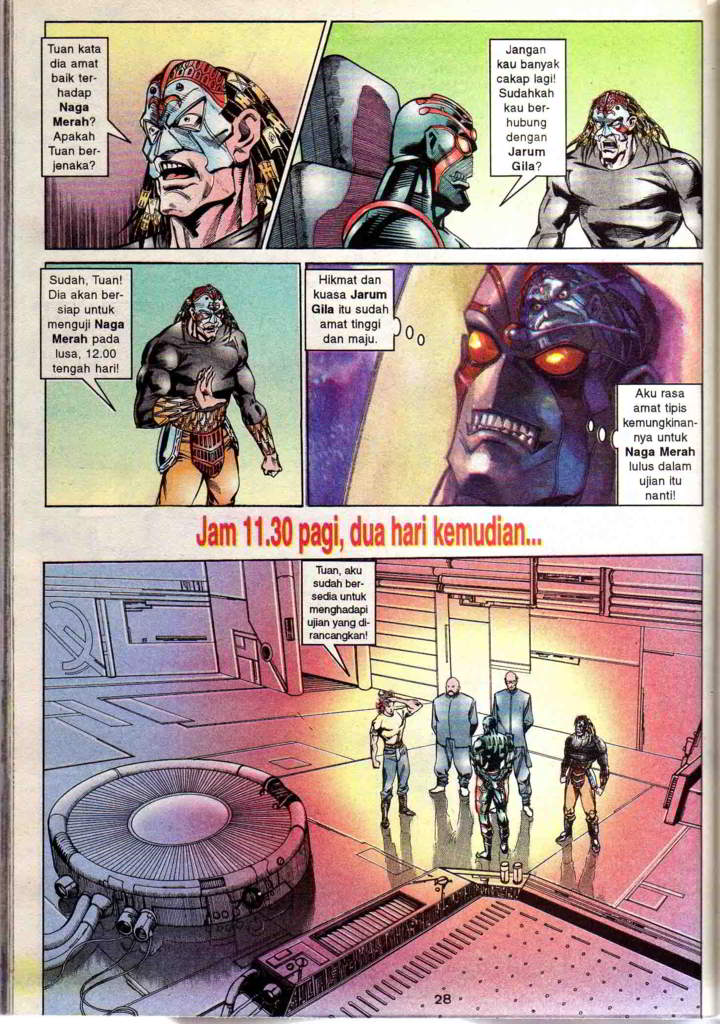 Tuan kata
dia amat
baik ter-
hadap
Naga
Merah?
Apakah
Tuan ber-
jenaka?
Jangan
kau banyak
cakap lagi!
Sudahkah
kau ber-
hubung
dengan
Jarum
Gila?
Sudah, Tuan!
Dia akan ber-
siap untuk
menguji Naga
Merah pada
lusa, 12.00
tengah hari!
Hikmat dan
kuasa Jarum
Gila itu sudah
amat tinggi
dan maju.
Aku rasa
amat tipis
kemungkinan-
nya untuk
Naga Merah
lulus dalam
ujian itu
nanti!
Jam 11.30 pagi, dua hari kemudian...
Tuan, aku
sudah ber-
sedia untuk
menghadapi
ujian yang di-
rancangkan!
28